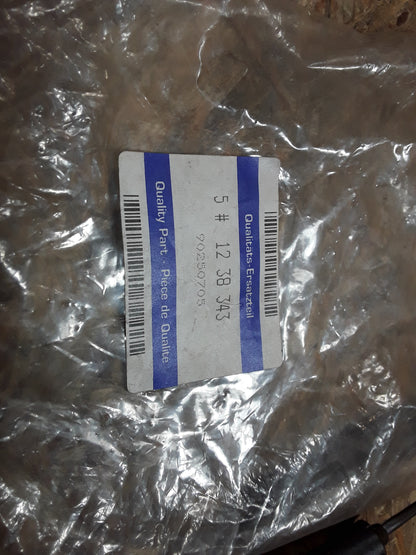 Qualitäts-Ersatzteil
5 # 12 38 343
90250705
Quality Part · Pièce de Qualité